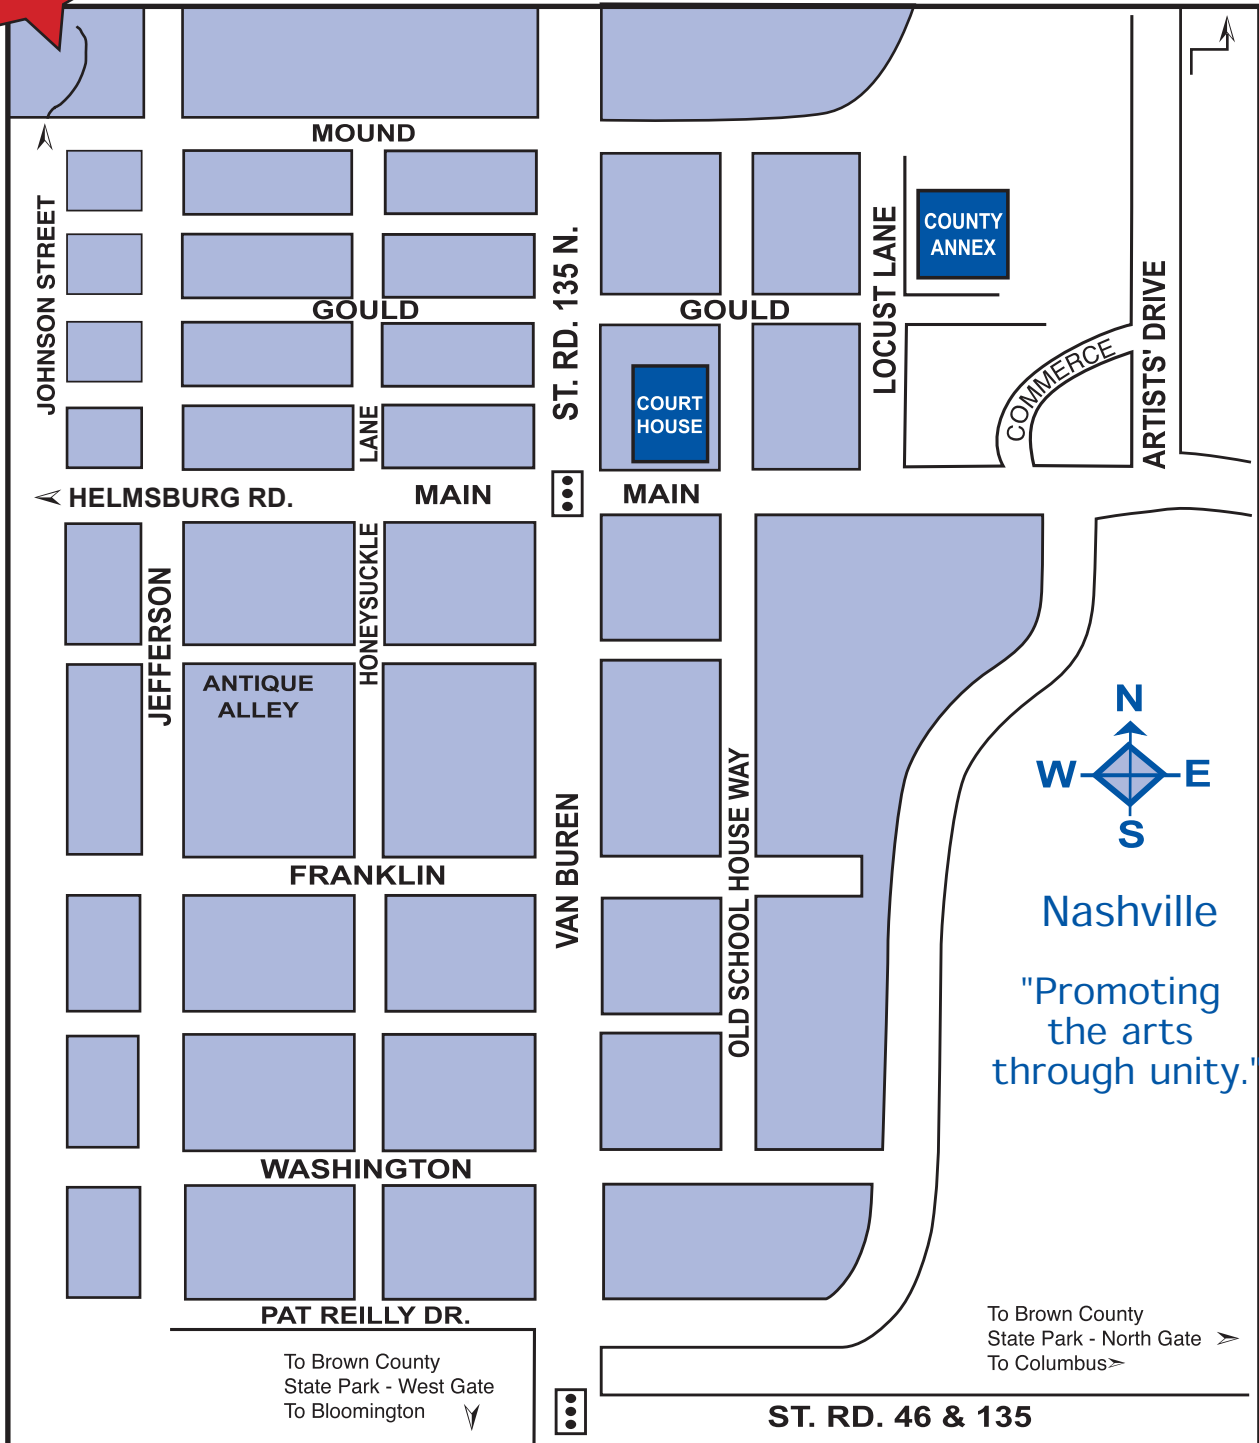 MOUND
JOHNSON STREET
COUNTY
ANNEX
LOCUST LANE
ST. RD. 135 N.
GOULD
GOULD
ARTISTS' DRIVE
COMMERCE
COURT
HOUSE
LANE
HELMSBURG RD.
MAIN
MAIN
HONEYSUCKLE
JEFFERSON
ANTIQUE
ALLEY
N
W
E
S
OLD SCHOOL HOUSE WAY
VAN BUREN
FRANKLIN
Nashville
"Promoting
the arts
through unity."
WASHINGTON
PAT REILLY DR.
To Brown County
State Park - North Gate
To Columbus
To Brown County
State Park - West Gate
To Bloomington
ST. RD. 46 & 135